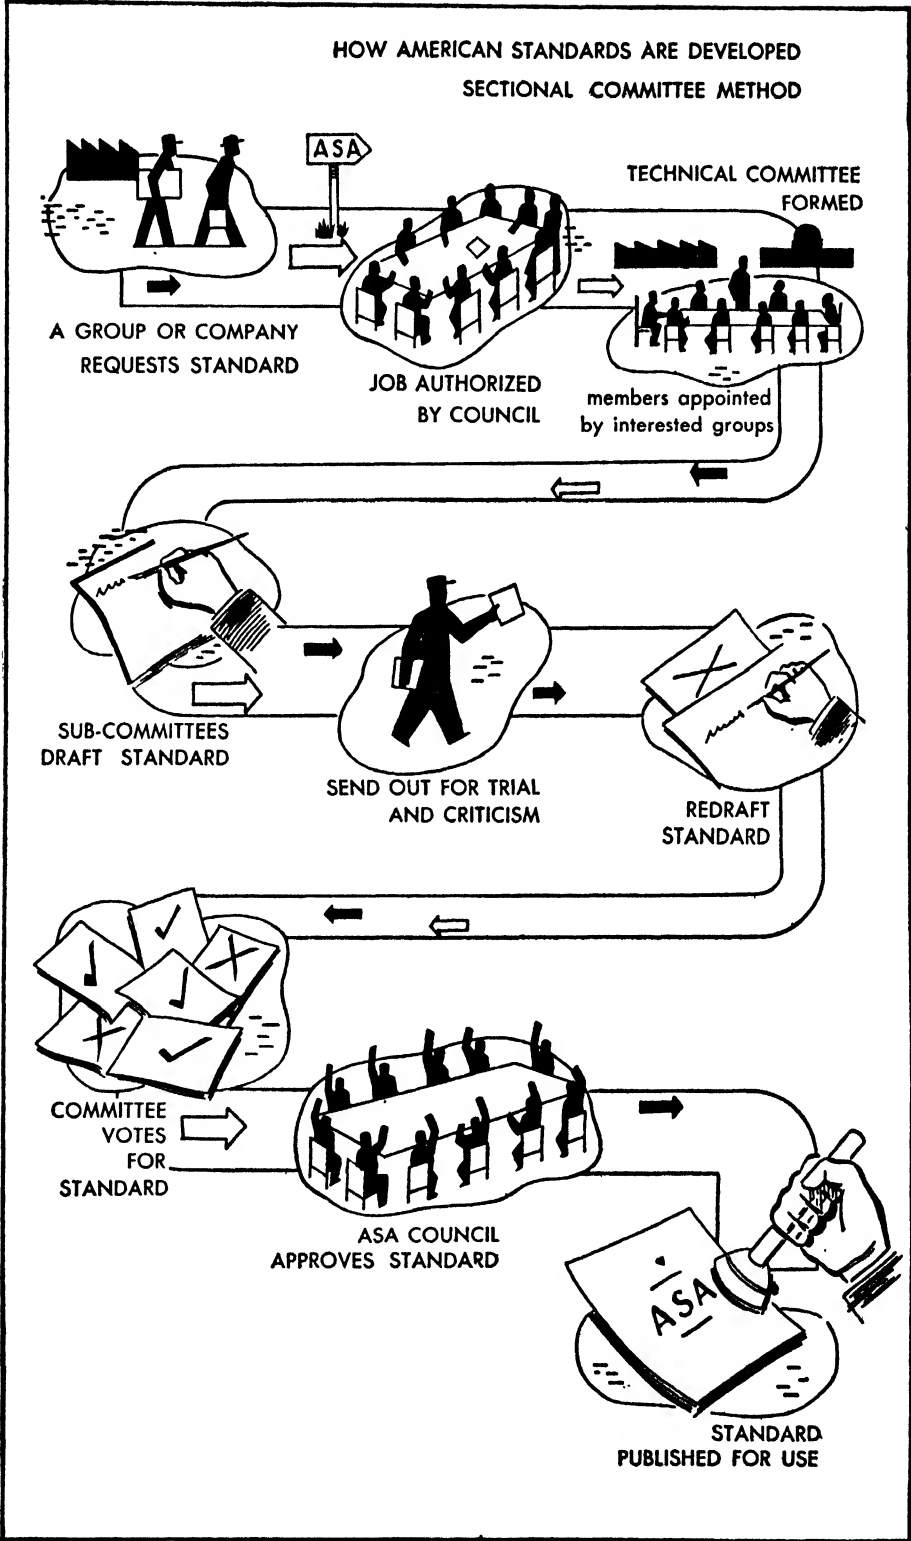 HOW AMERICAN STANDARDS ARE DEVELOPED
SECTIONAL COMMITTEE METHOD
ASA
TECHNICAL COMMITTEE
FORMED
A GROUP OR COMPANY
REQUESTS STANDARD
JOB AUTHORIZED
BY COUNCIL
members appointed
by interested groups
SUB-COMMITTEES
DRAFT STANDARD
SEND OUT FOR TRIAL
AND CRITICISM
REDRAFT
STANDARD
COMMITTEE
VOTES
FOR
STANDARD
ASA COUNCIL
APPROVES STANDARD
ASA
STANDARD
PUBLISHED FOR USE